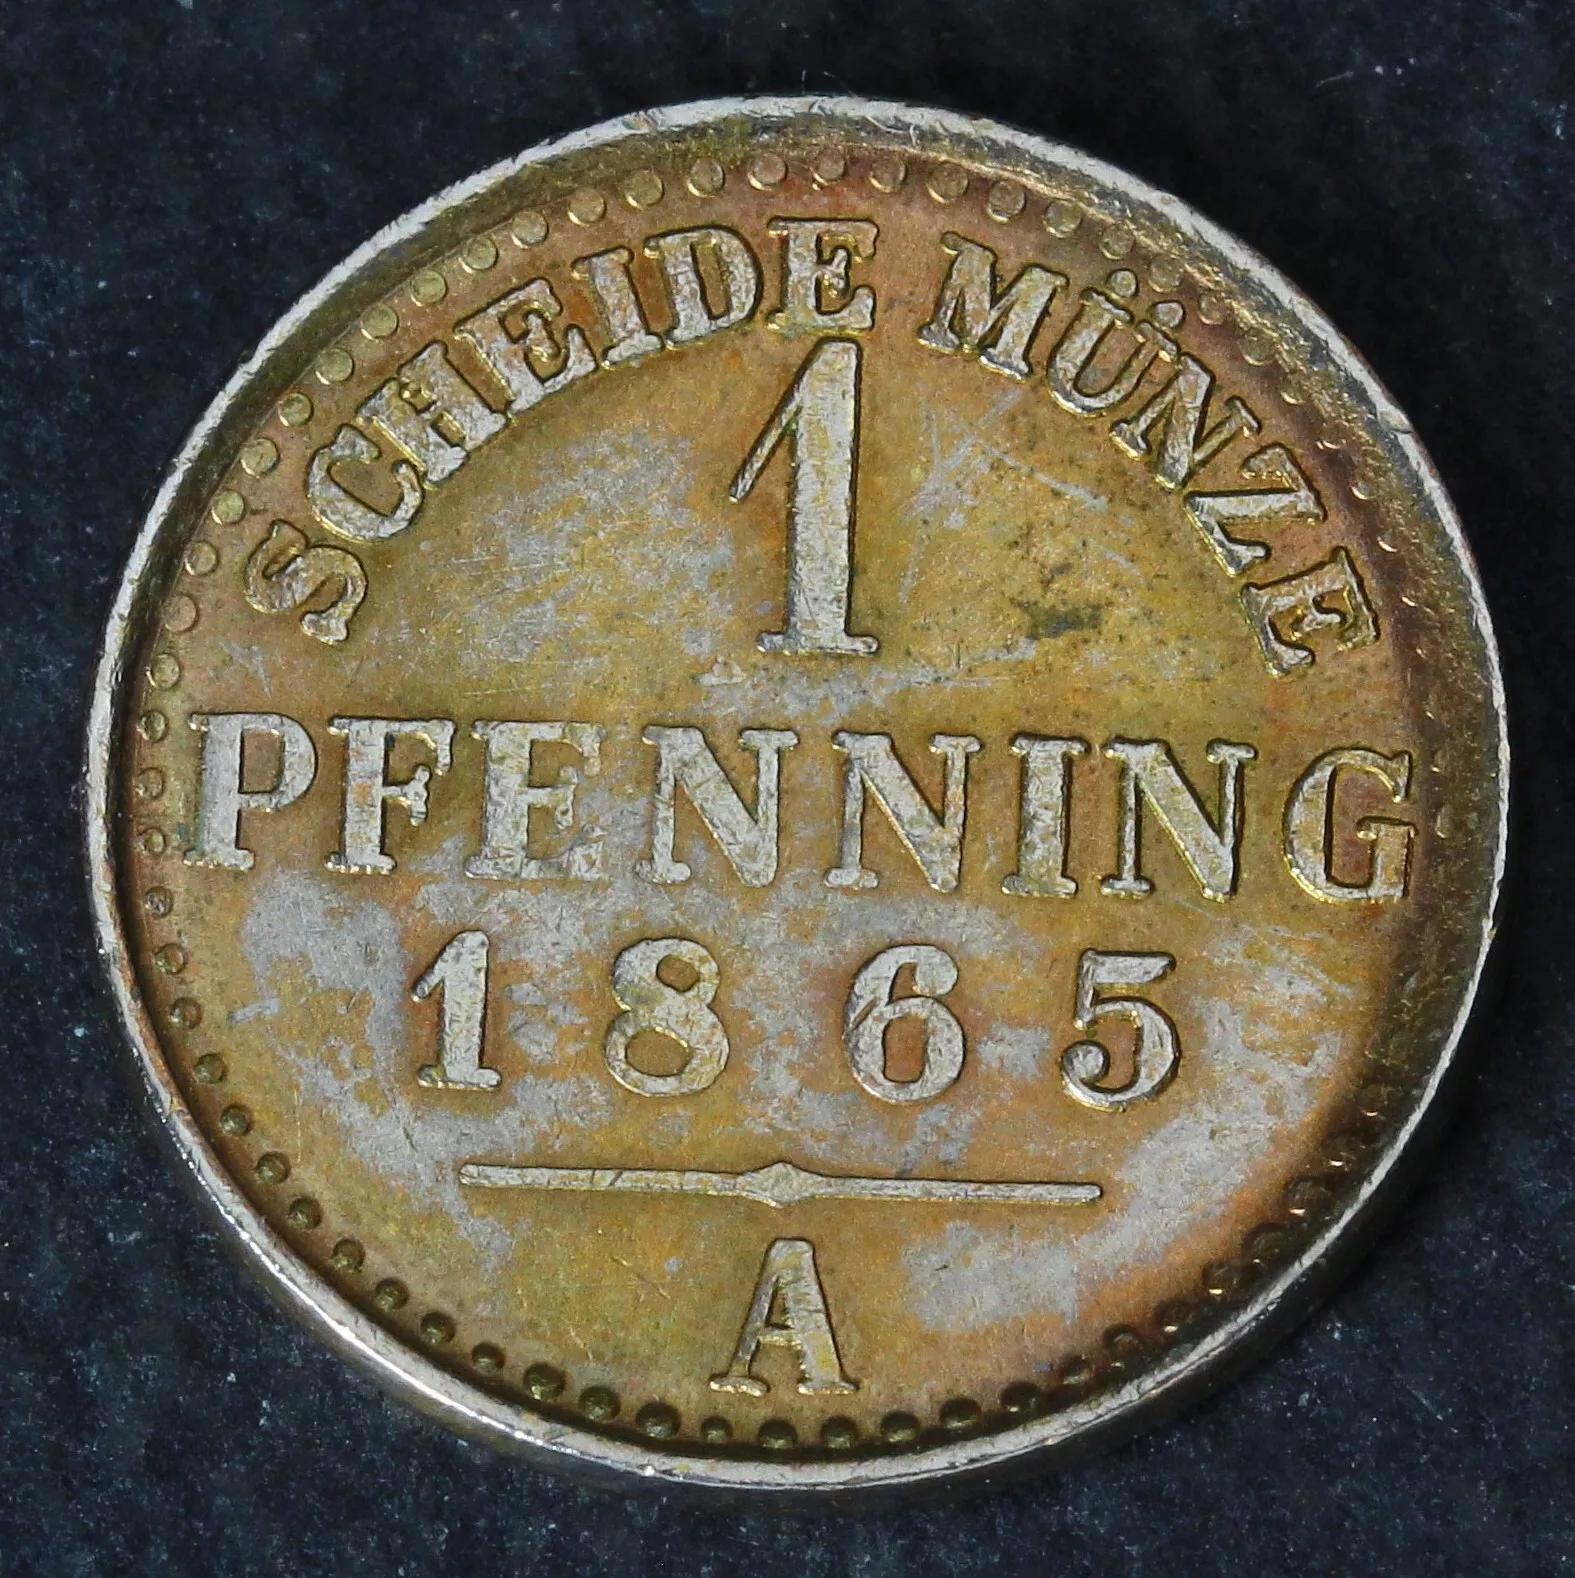 SCHEIDE MÜNZE
1
PFENNING
1865
A